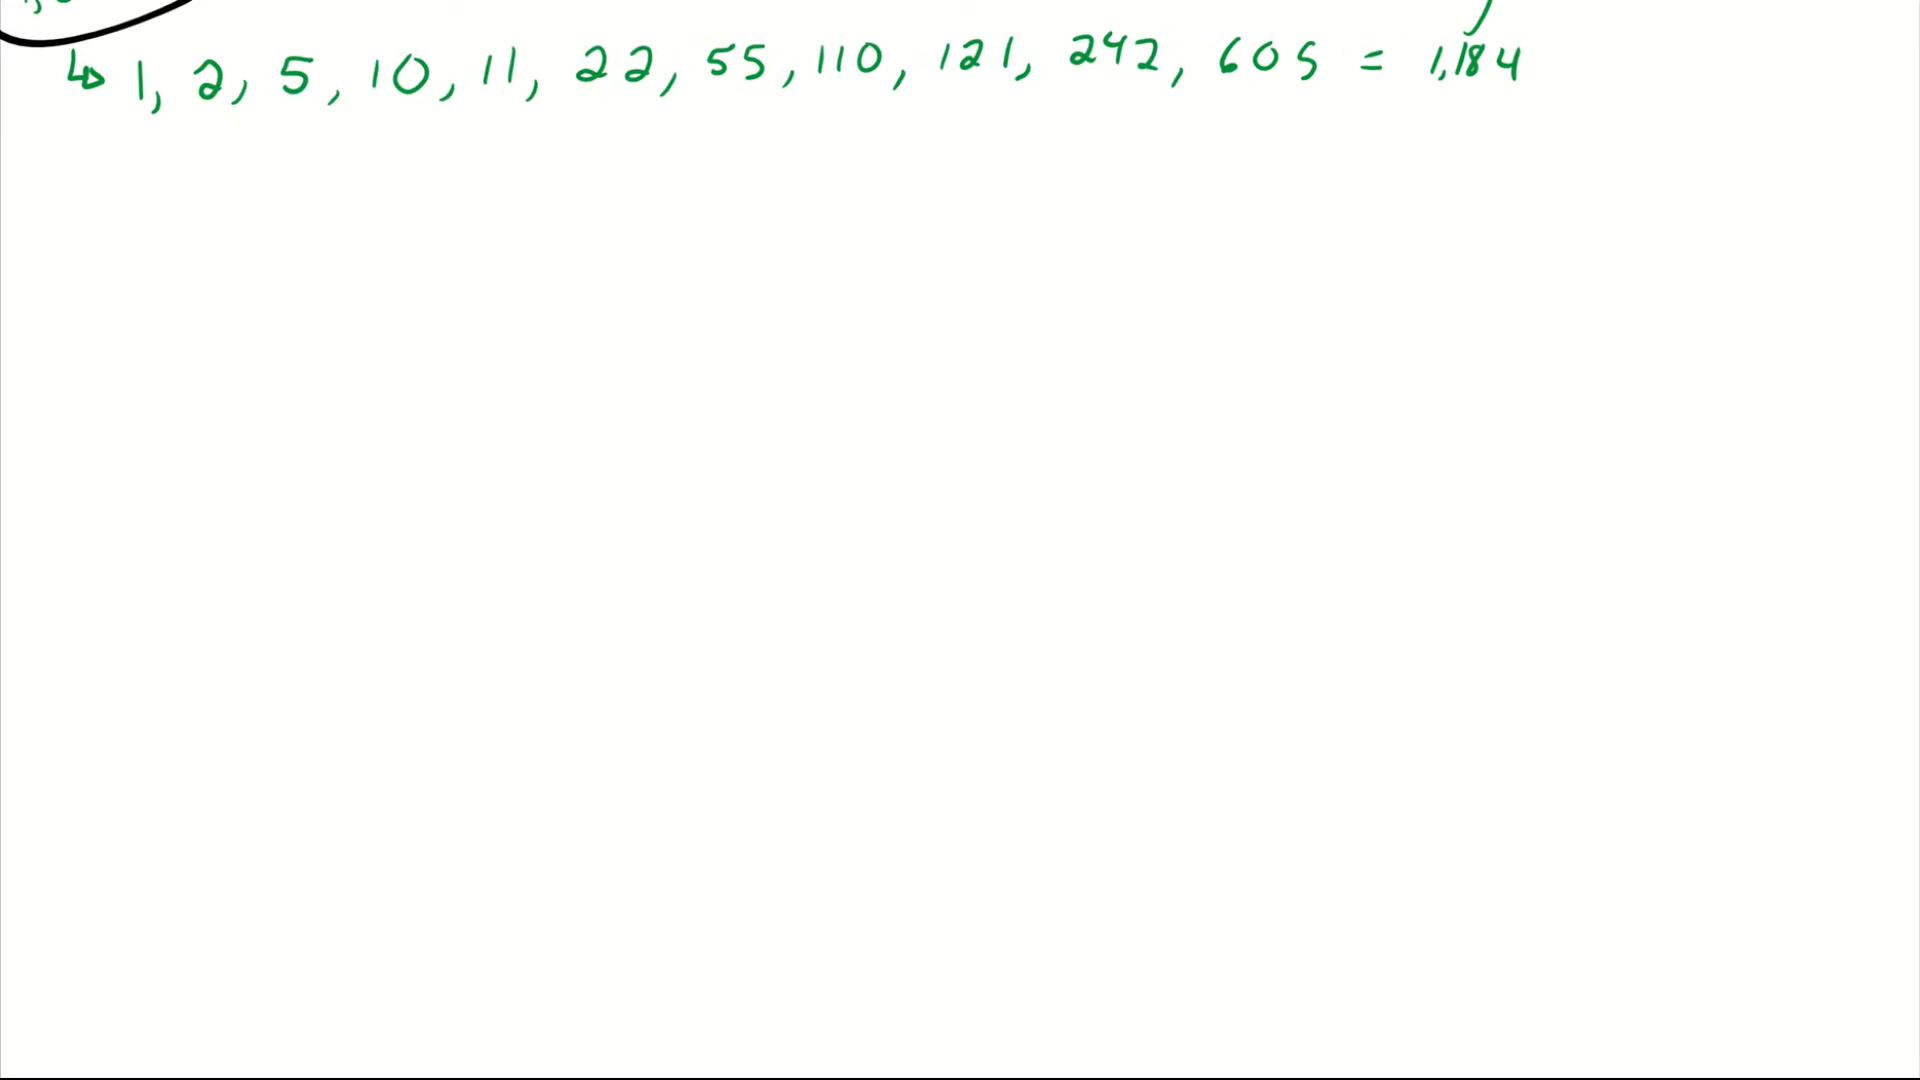 ↳ 1, 2, 5, 10, 11, 22, 55, 110, 121, 242, 605 = 1,184